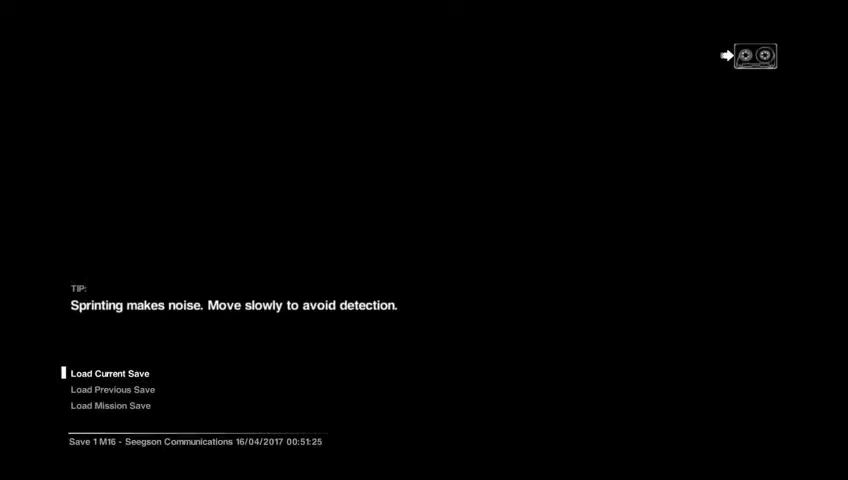 TIP:
Sprinting makes noise. Move slowly to avoid detection.
Load Current Save
Load Previous Save
Load Mission Save
Save 1 M16 - Seegson Communications 16/04/2017 00:51:25